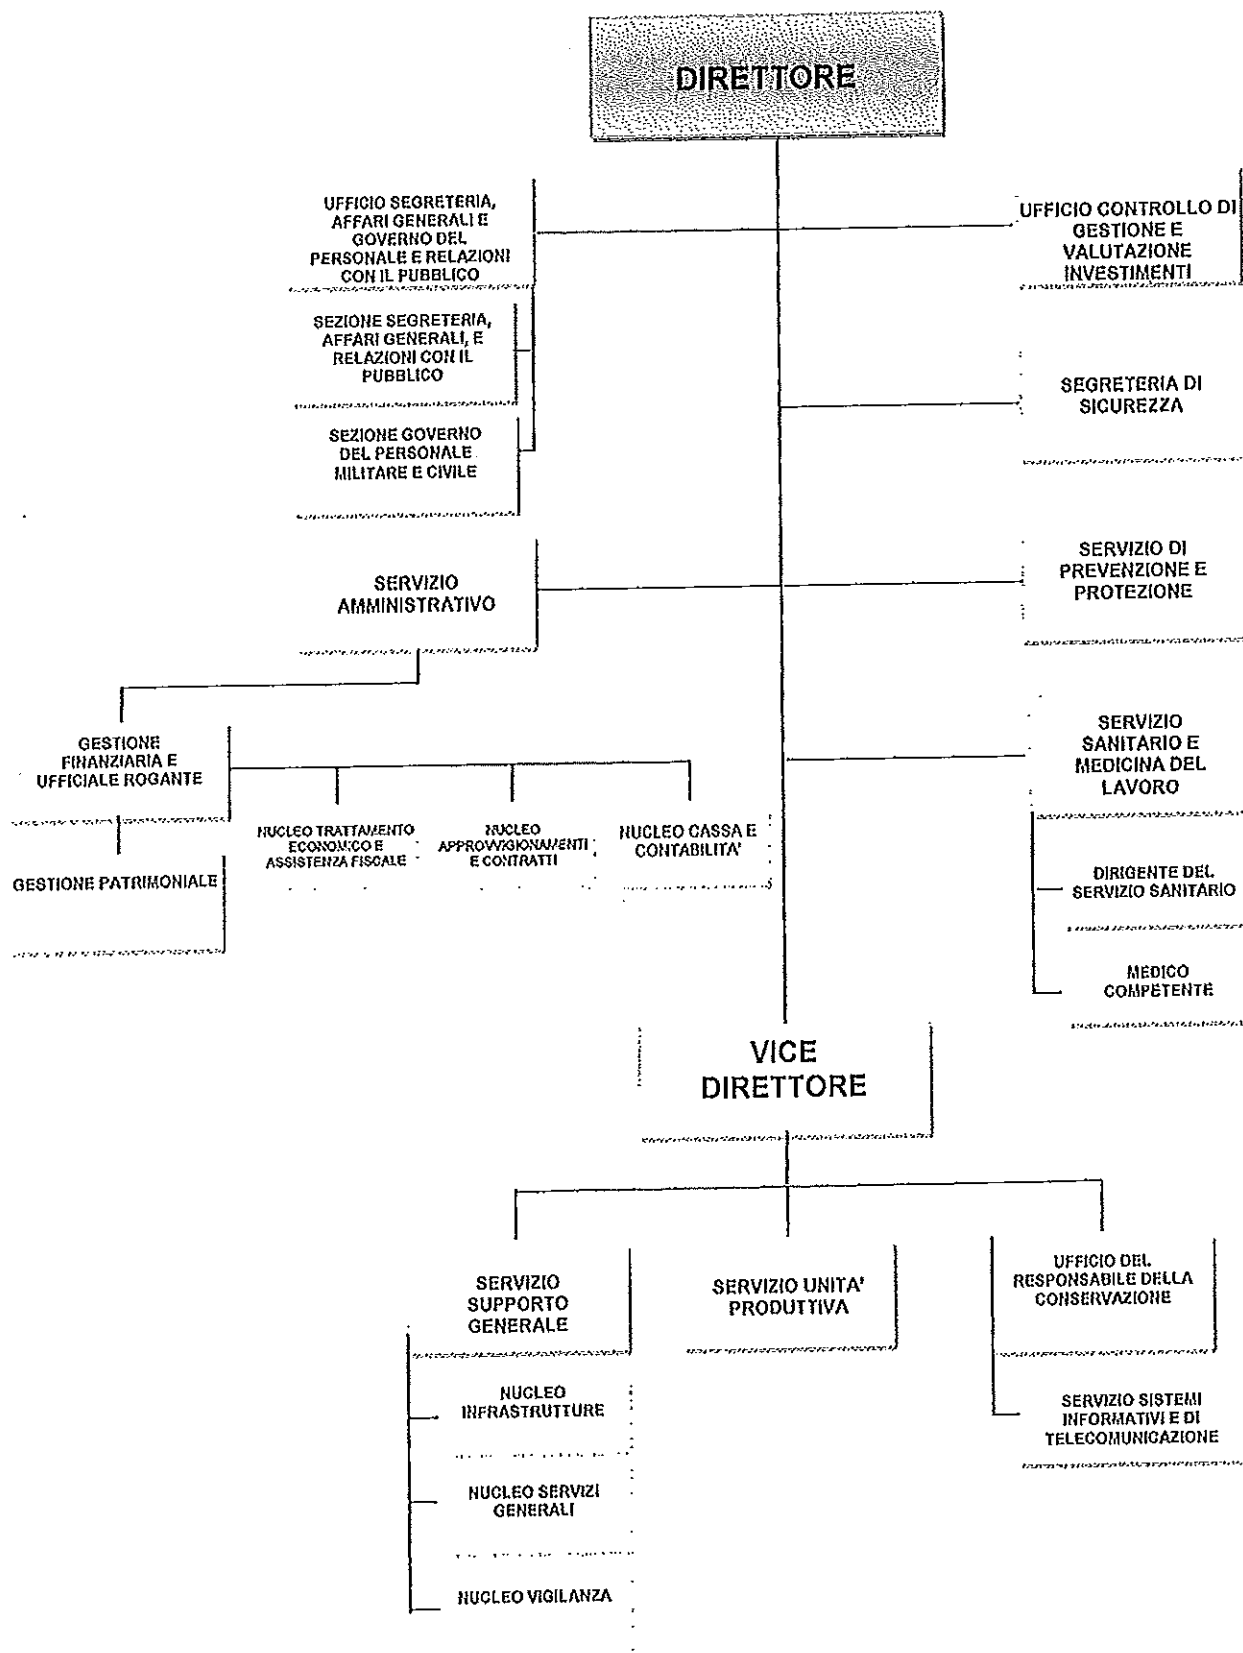 DIRETTORE
UFFICIO SEGRETERIA,
AFFARI GENERALI E
GOVERNO DEL
PERSONALE E RELAZIONI
CON IL PUBBLICO
UFFICIO CONTROLLO DI
GESTIONE E
VALUTAZIONE
INVESTIMENTI
SEZIONE SEGRETERIA,
AFFARI GENERALI, E
RELAZIONI CON IL
PUBBLICO
SEGRETERIA DI
SICUREZZA
SEZIONE GOVERNO
DEL PERSONALE
MILITARE E CIVILE
SERVIZIO
AMMINISTRATIVO
SERVIZIO DI
PREVENZIONE E
PROTEZIONE
GESTIONE
FINANZIARIA E
UFFICIALE ROGANTE
SERVIZIO
SANITARIO E
MEDICINA DEL
LAVORO
NUCLEO TRATTAMENTO
ECONOMICO E
ASSISTENZA FISCALE
NUCLEO
APPROVVIGIONAMENTI
E CONTRATTI
NUCLEO CASSA E
CONTABILITA'
GESTIONE PATRIMONIALE
DIRIGENTE DEL
SERVIZIO SANITARIO
MEDICO
COMPETENTE
VICE
DIRETTORE
SERVIZIO
SUPPORTO
GENERALE
SERVIZIO UNITA'
PRODUTTIVA
UFFICIO DEL
RESPONSABILE DELLA
CONSERVAZIONE
NUCLEO
INFRASTRUTTURE
SERVIZIO SISTEMI
INFORMATIVI E DI
TELECOMUNICAZIONE
NUCLEO SERVIZI
GENERALI
NUCLEO VIGILANZA